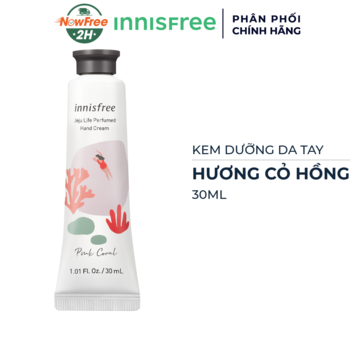 NowFree
2H
innisfree
PHÂN PHỐI
CHÍNH HÃNG
innisfree
Jeju Life Perfumed
Hand Cream
Pink Coral
1.01 Fl. Oz. / 30 mL
KEM DƯỠNG DA TAY
HƯƠNG CỎ HỒNG
30ML